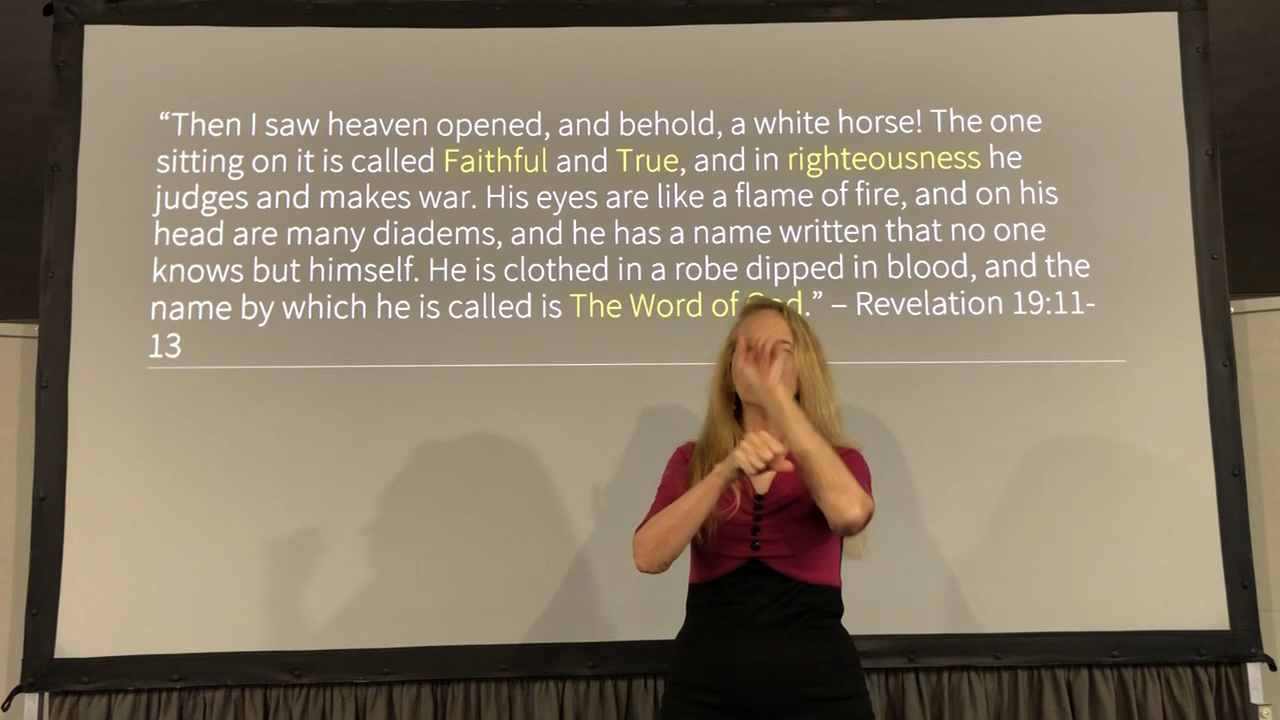 “Then I saw heaven opened, and behold, a white horse! The one
sitting on it is called Faithful and True, and in righteousness he
judges and makes war. His eyes are like a flame of fire, and on his
head are many diadems, and he has a name written that no one
knows but himself. He is clothed in a robe dipped in blood, and the
name by which he is called is The Word of God.” – Revelation 19:11-
13